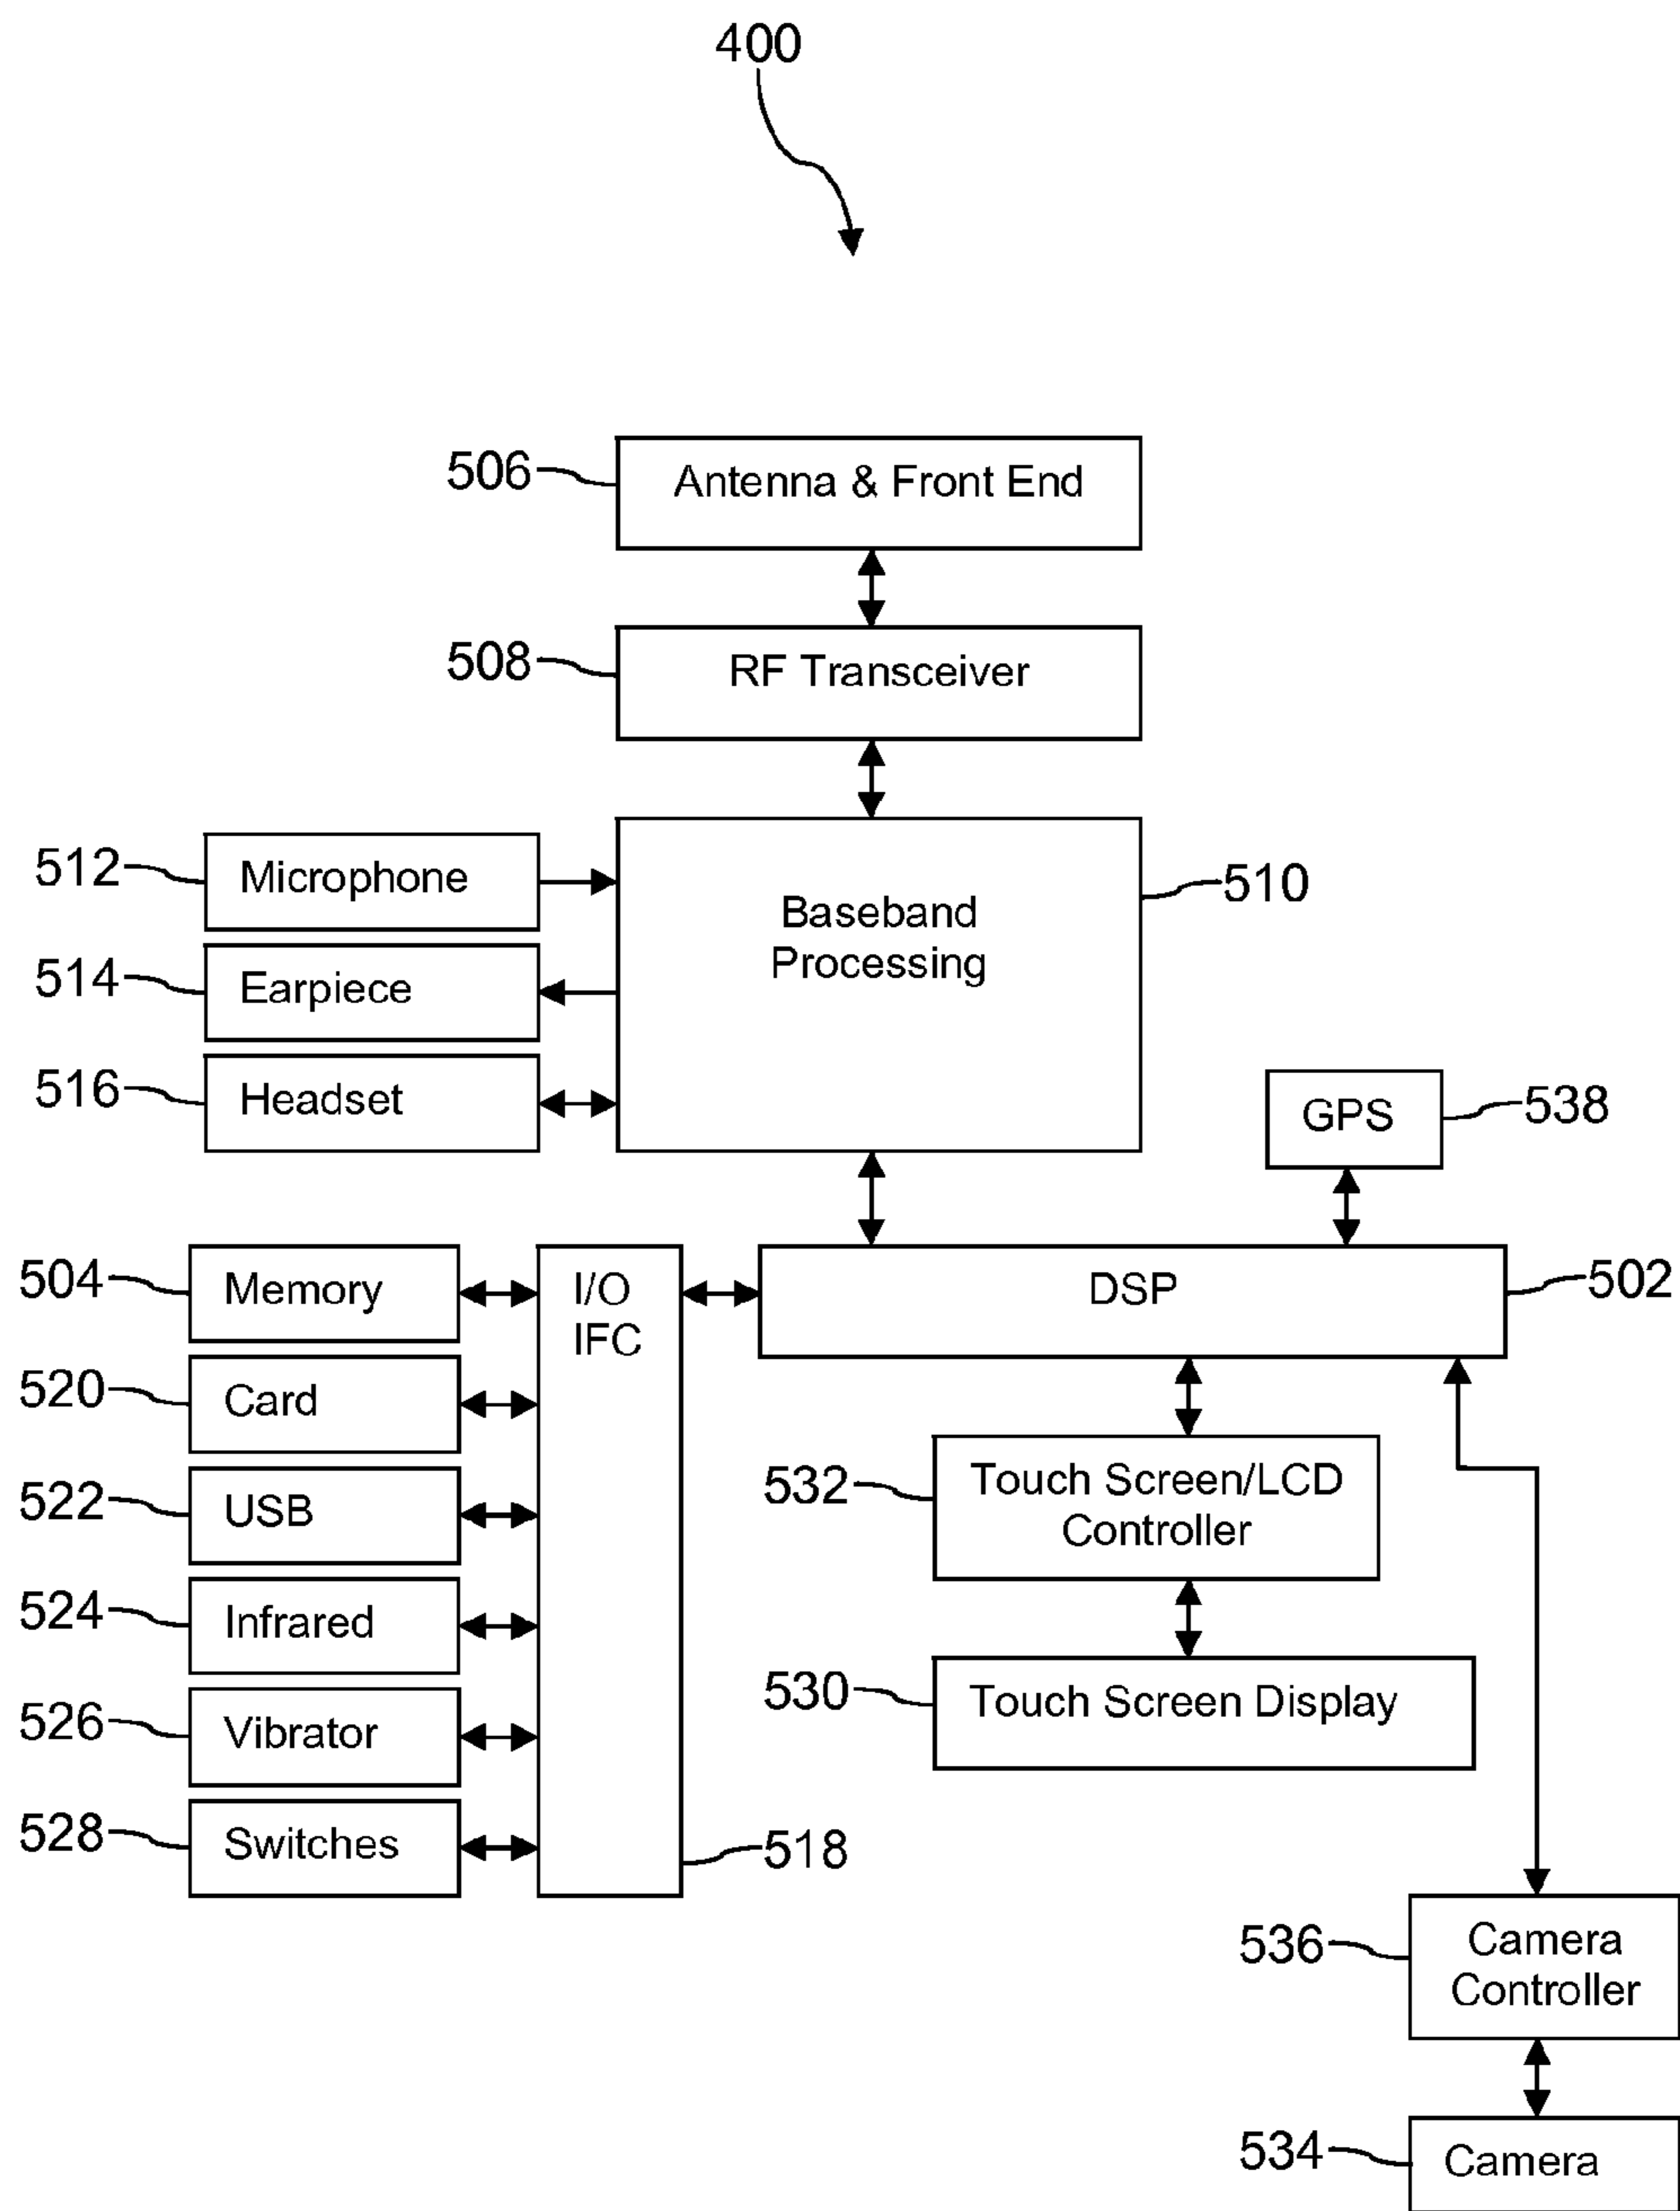 400
506
Antenna & Front End
508
RF Transceiver
512
Microphone
Baseband
Processing
510
514
Earpiece
516
Headset
GPS
538
504
Memory
I/O
IFC
DSP
502
520
Card
522
USB
532
Touch Screen/LCD
Controller
524
Infrared
530
Touch Screen Display
526
Vibrator
528
Switches
518
536
Camera
Controller
534
Camera